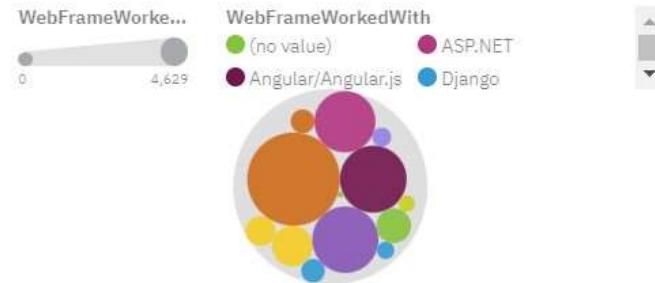 WebFrameWorke...
0 4,629
WebFrameWorkedWith
(no value) ASP.NET
Angular/Angular.js Django